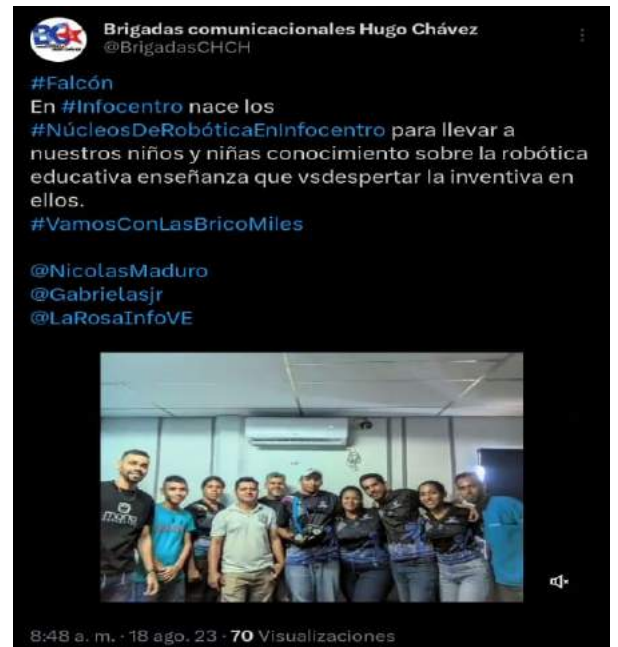 Brigadas comunicacionales Hugo Chávez
@BrigadasCHCH
#Falcón
En #Infocentro nace los
#NúcleosDeRobóticaEnInfocentro para llevar a
nuestros niños y niñas conocimiento sobre la robótica
educativa enseñanza que vsdespertar la inventiva en
ellos.
#VamosConLasBricoMiles
@NicolasMaduro
@Gabrielasjr
@LaRosaInfoVE
8:48 a. m. · 18 ago. 23 · 70 Visualizaciones